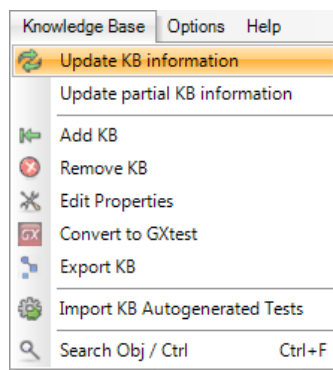 Knowledge Base Options Help
Update KB information
Update partial KB information
Add KB
Remove KB
Edit Properties
GX Convert to GXtest
Export KB
Import KB Autogenerated Tests
Search Obj / Ctrl Ctrl+F